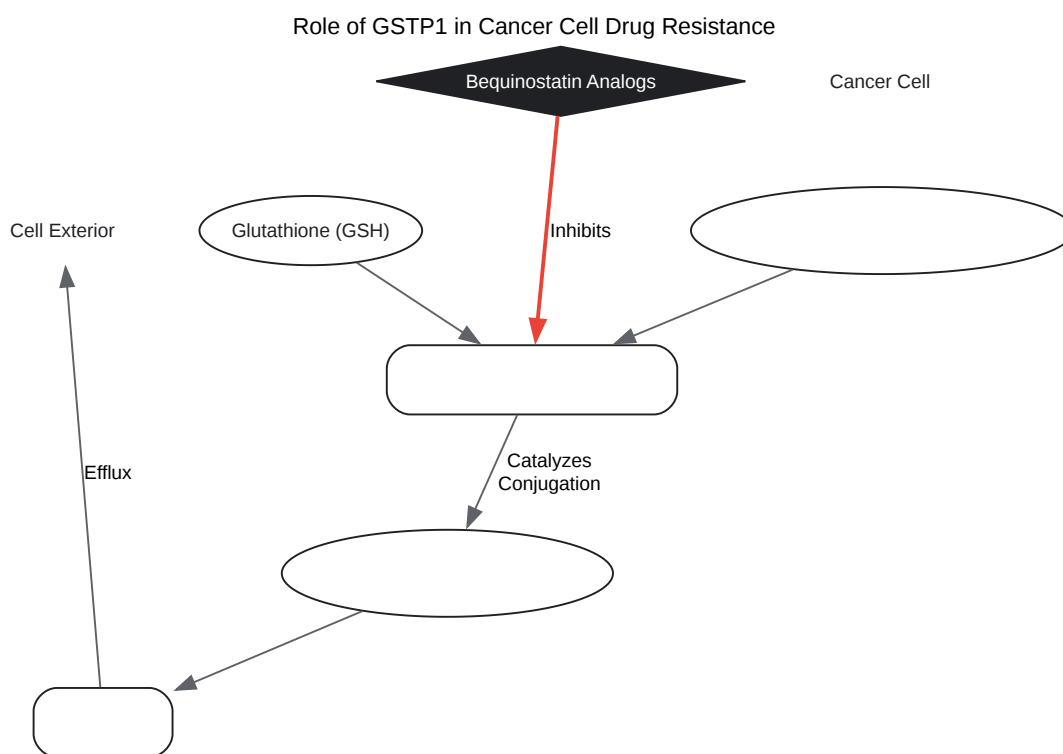 Role of GSTP1 in Cancer Cell Drug Resistance
Bequinostatin Analogs
Cancer Cell
Cell Exterior
Glutathione (GSH)
Inhibits
Efflux
Catalyzes
Conjugation